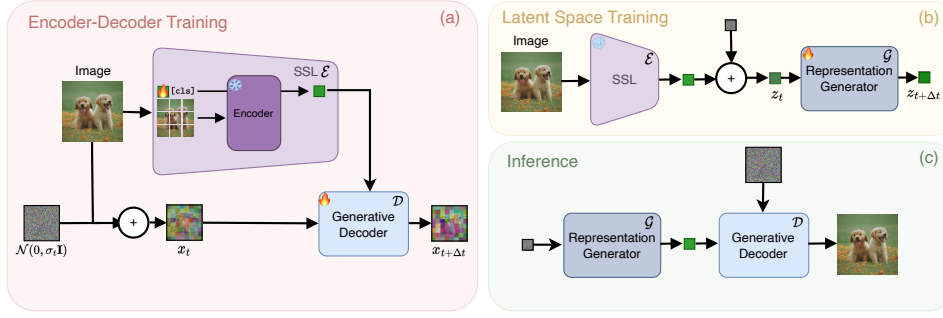 Encoder-Decoder Training
(a)
Image
SSL ℰ
[cls]
Encoder
𝒩(0, σₜI)
+
xₜ
𝒟
Generative
Decoder
xₜ₊Δₜ
Latent Space Training
(b)
Image
ℰ
SSL
+
zₜ
𝒢
Representation
Generator
zₜ₊Δₜ
Inference
(c)
𝒢
Representation
Generator
𝒟
Generative
Decoder